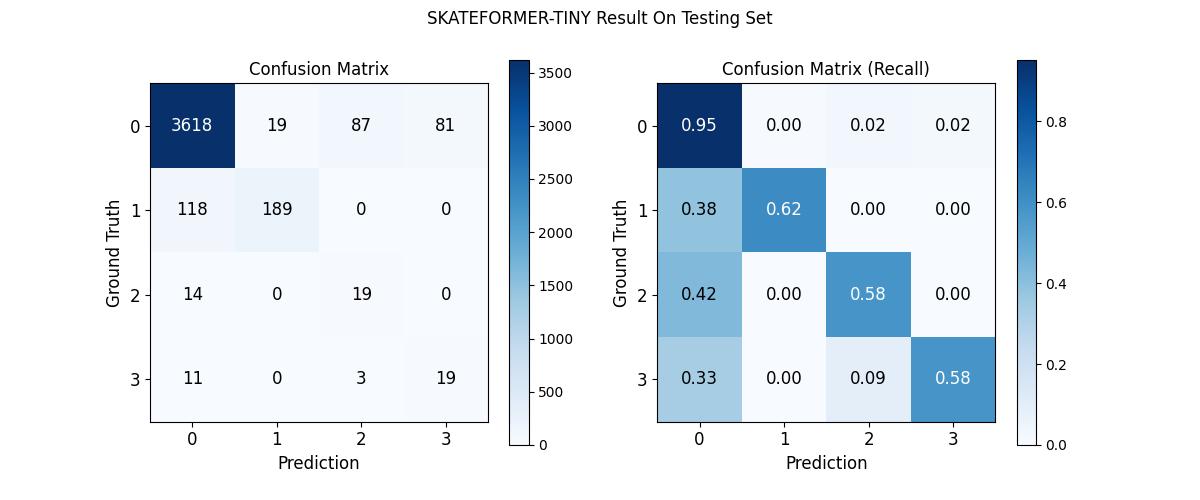 SKATEFORMER-TINY Result On Testing Set
Confusion Matrix
3618 19 87 81
118 189 0 0
14 0 19 0
11 0 3 19
0
1
2
3
0 1 2 3
Ground Truth
Prediction
3500
3000
2500
2000
1500
1000
500
0
Confusion Matrix (Recall)
0.95 0.00 0.02 0.02
0.38 0.62 0.00 0.00
0.42 0.00 0.58 0.00
0.33 0.00 0.09 0.58
0
1
2
3
0 1 2 3
Ground Truth
Prediction
0.8
0.6
0.4
0.2
0.0